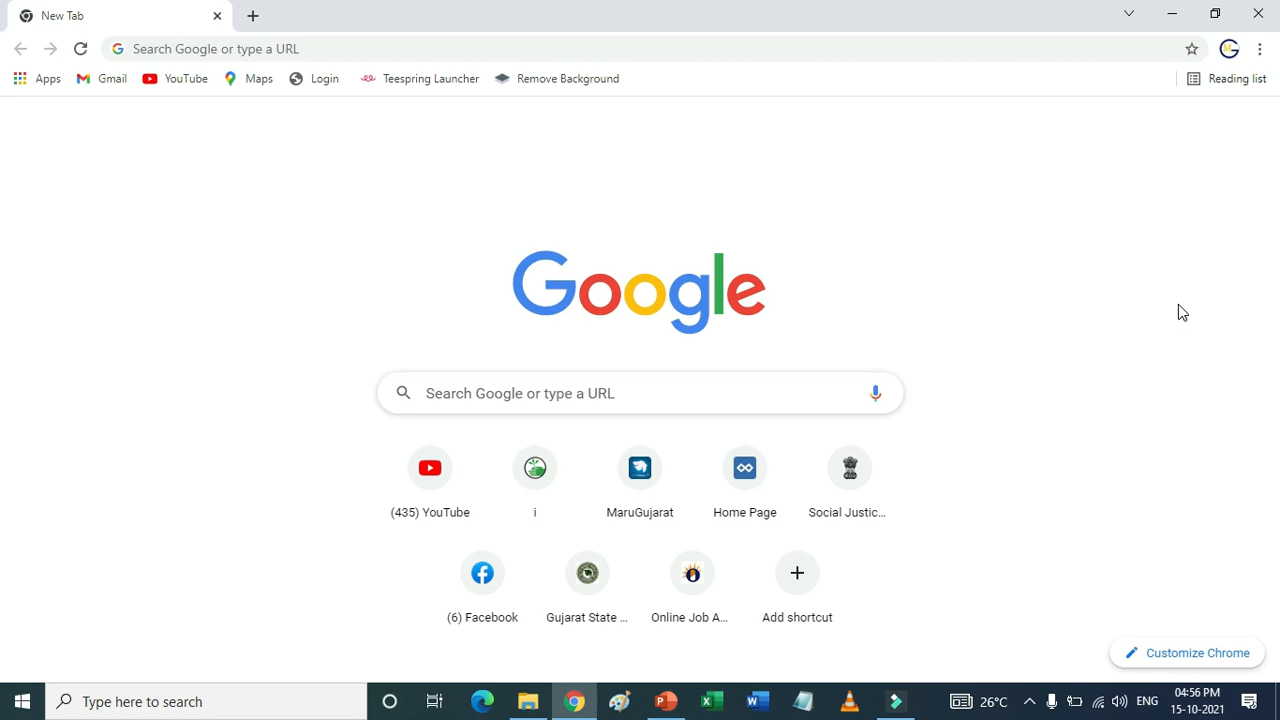 New Tab
Search Google or type a URL
Apps Gmail YouTube Maps Login Teespring Launcher Remove Background Reading list
Google
Search Google or type a URL
(435) YouTube i MaruGujarat Home Page Social Justic...
(6) Facebook Gujarat State ... Online Job A... Add shortcut
Customize Chrome
Type here to search 26°C ENG 04:56 PM
15-10-2021